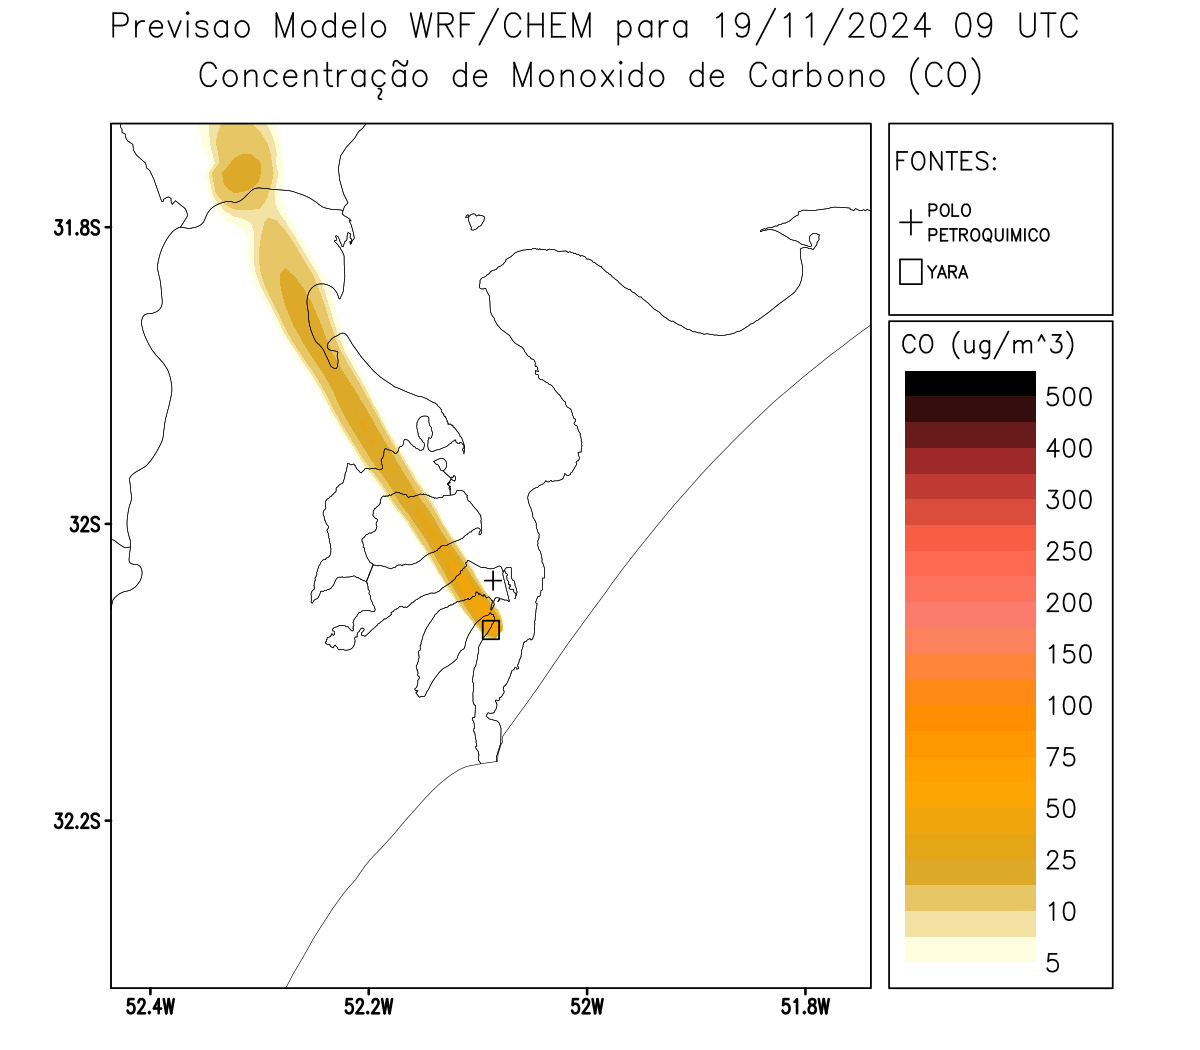 Previsao Modelo WRF/CHEM para 19/11/2024 09 UTC
Concentração de Monoxido de Carbono (CO)
FONTES:
POLO
PETROQUIMICO
YARA
CO (ug/m^3)
500
400
300
250
200
150
100
75
50
25
10
5
31.8S
32S
32.2S
52.4W
52.2W
52W
51.8W